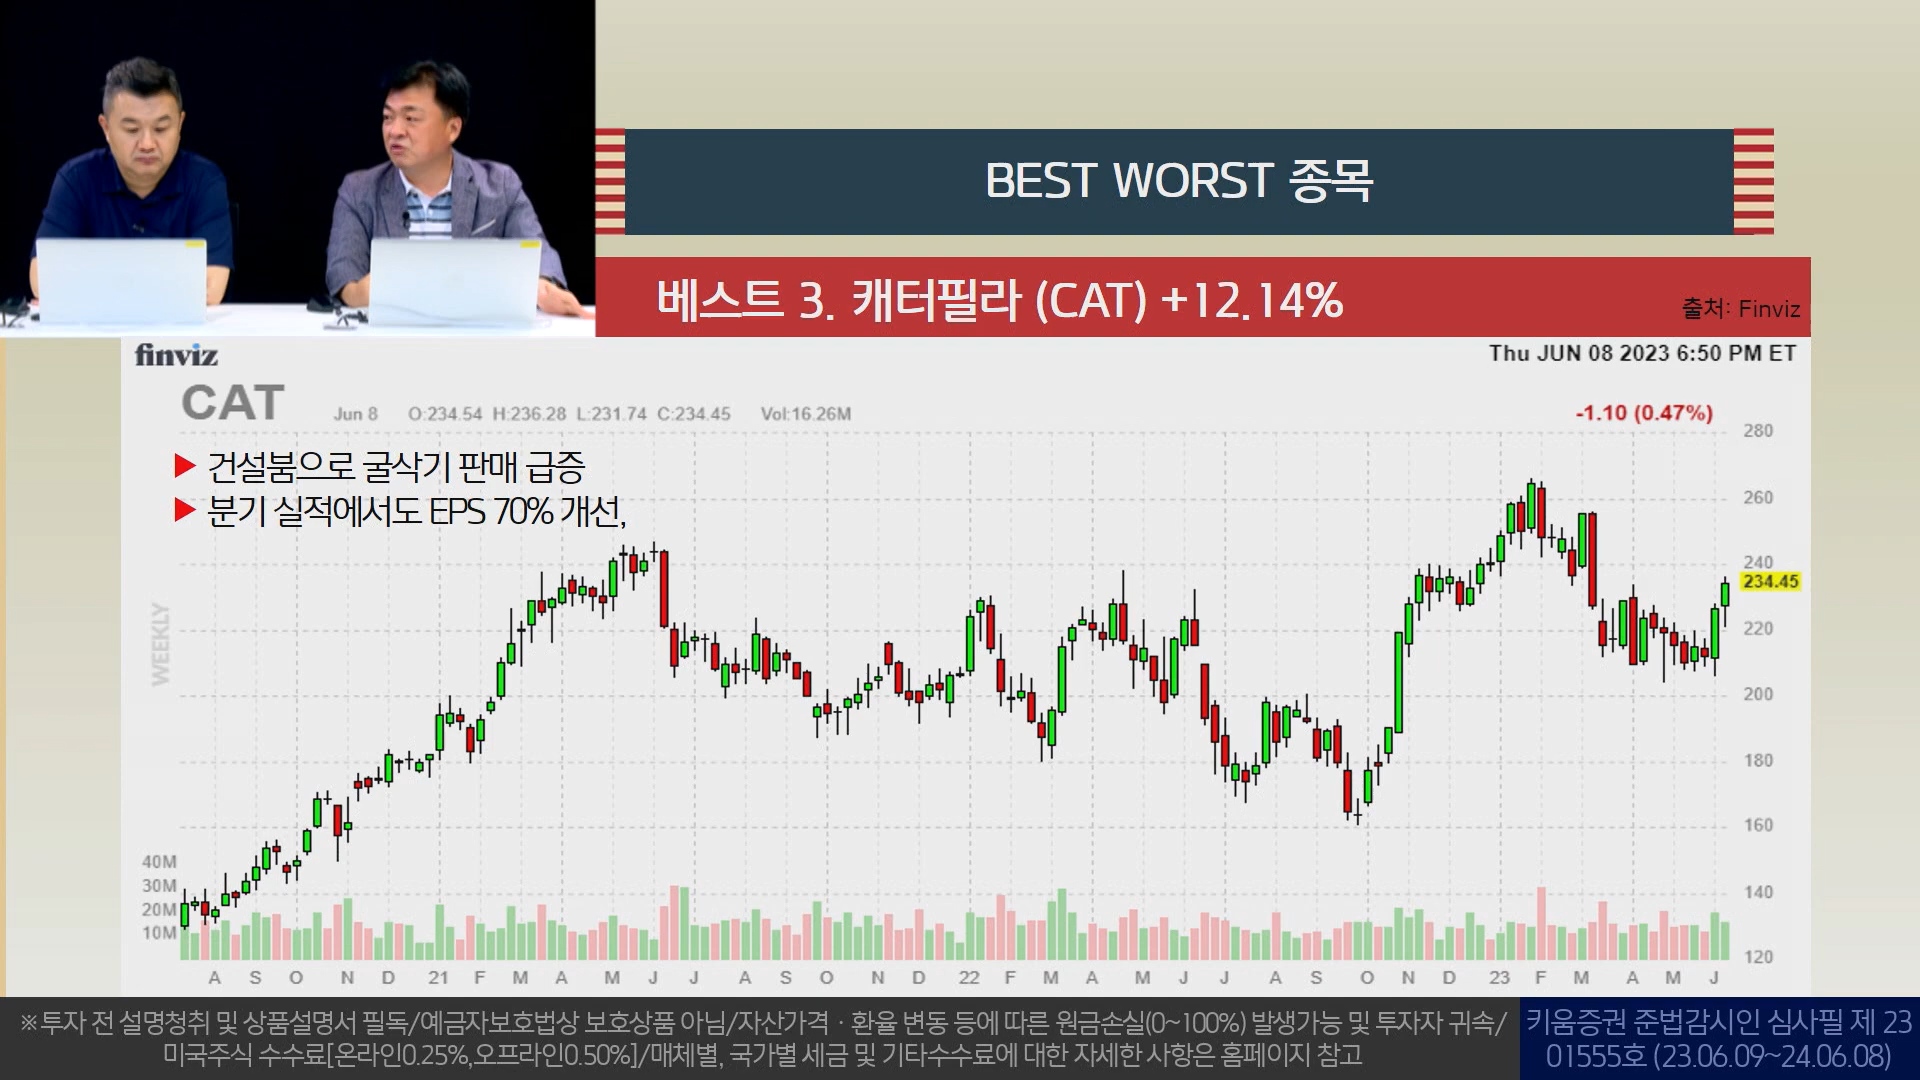 BEST WORST 종목
베스트 3. 캐터필라 (CAT) +12.14%
출처: Finviz
finviz
Thu JUN 08 2023 6:50 PM ET
CAT
Jun 8 O:234.54 H:236.28 L:231.74 C:234.45 Vol:16.26M
-1.10 (0.47%)
▶ 건설붐으로 굴삭기 판매 급증
▶ 분기 실적에서도 EPS 70% 개선,
WEEKLY
280
260
240
234.45
220
200
180
160
140
120
40M
30M
20M
10M
A S O N D 21 F M A M J J A S O N D 22 F M A M J J A S O N D 23 F M A M J
※투자 전 설명청취 및 상품설명서 필독/예금자보호법상 보호상품 아님/자산가격 · 환율 변동 등에 따른 원금손실(0~100%) 발생가능 및 투자자 귀속/
미국주식 수수료[온라인0.25%,오프라인0.50%]/매체별, 국가별 세금 및 기타수수료에 대한 자세한 사항은 홈페이지 참고
키움증권 준법감시인 심사필 제 23
01555호 (23.06.09~24.06.08)